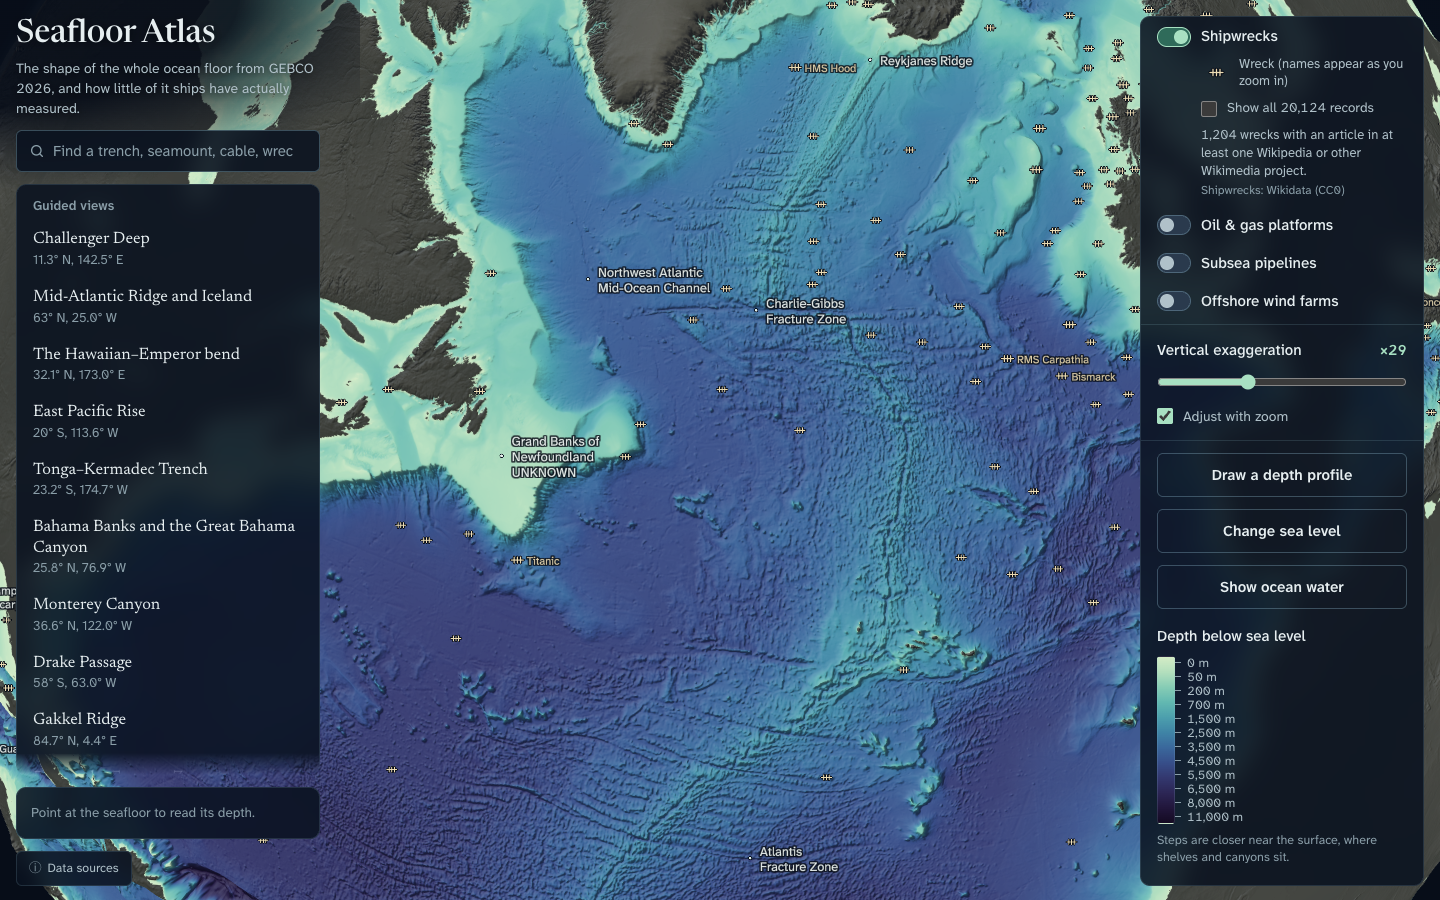 Seafloor Atlas
The shape of the whole ocean floor from GEBCO
2026, and how little of it ships have actually
measured.
Find a trench, seamount, cable, wrec
Guided views
Challenger Deep
11.3° N, 142.5° E
Mid-Atlantic Ridge and Iceland
63° N, 25.0° W
The Hawaiian–Emperor bend
32.1° N, 173.0° E
East Pacific Rise
20° S, 113.6° W
Tonga–Kermadec Trench
23.2° S, 174.7° W
Bahama Banks and the Great Bahama
Canyon
25.8° N, 76.9° W
Monterey Canyon
36.6° N, 122.0° W
Drake Passage
58° S, 63.0° W
Gakkel Ridge
84.7° N, 4.4° E
Point at the seafloor to read its depth.
ⓘ Data sources
HMS Hood
Reykjanes Ridge
Northwest Atlantic
Mid-Ocean Channel
Charlie-Gibbs
Fracture Zone
RMS Carpathia
Bismarck
Grand Banks of
Newfoundland
UNKNOWN
Titanic
Atlantis
Fracture Zone
Shipwrecks
Wreck (names appear as you
zoom in)
Show all 20,124 records
1,204 wrecks with an article in at
least one Wikipedia or other
Wikimedia project.
Shipwrecks: Wikidata (CC0)
Oil & gas platforms
Subsea pipelines
Offshore wind farms
Vertical exaggeration ×29
Adjust with zoom
Draw a depth profile
Change sea level
Show ocean water
Depth below sea level
0 m
50 m
200 m
700 m
1,500 m
2,500 m
3,500 m
4,500 m
5,500 m
6,500 m
8,000 m
11,000 m
Steps are closer near the surface, where
shelves and canyons sit.